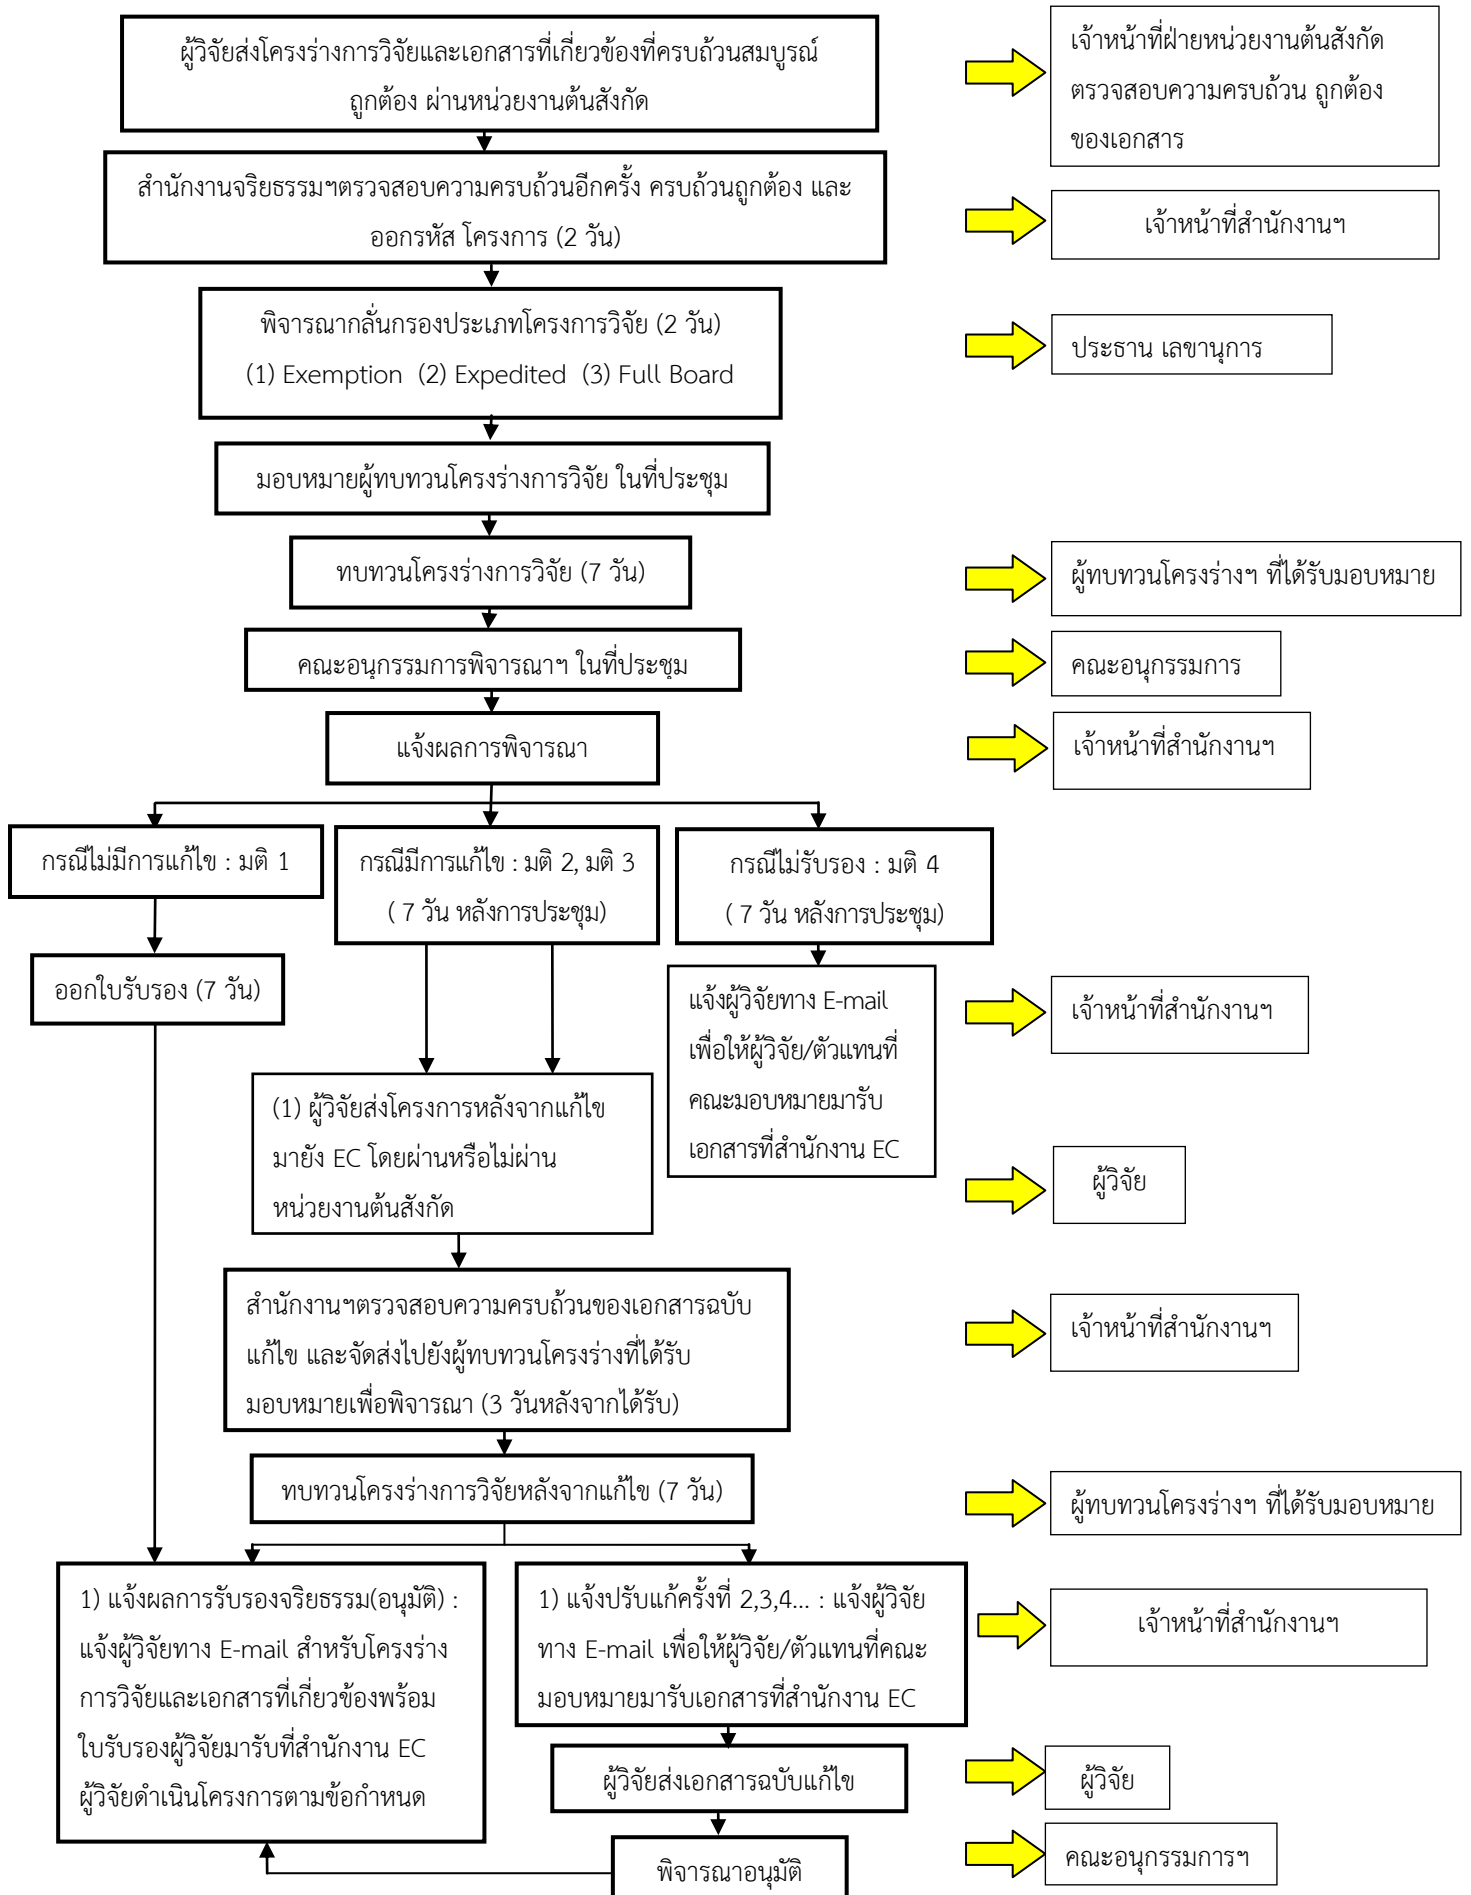 ผู้วิจัยส่งโครงร่างการวิจัยและเอกสารที่เกี่ยวข้องที่ครบถ้วนสมบูรณ์
ถูกต้อง ผ่านหน่วยงานต้นสังกัด
เจ้าหน้าที่ฝ่ายหน่วยงานต้นสังกัด
ตรวจสอบความครบถ้วน ถูกต้อง
ของเอกสาร
สำนักงานจริยธรรมฯตรวจสอบความครบถ้วนอีกครั้ง ครบถ้วนถูกต้อง และ
ออกรหัส โครงการ (2 วัน)
เจ้าหน้าที่สำนักงานฯ
พิจารณากลั่นกรองประเภทโครงการวิจัย (2 วัน)
(1) Exemption (2) Expedited (3) Full Board
ประธาน เลขานุการ
มอบหมายผู้ทบทวนโครงร่างการวิจัย ในที่ประชุม
ทบทวนโครงร่างการวิจัย (7 วัน)
ผู้ทบทวนโครงร่างฯ ที่ได้รับมอบหมาย
คณะอนุกรรมการพิจารณาฯ ในที่ประชุม
คณะอนุกรรมการ
แจ้งผลการพิจารณา
เจ้าหน้าที่สำนักงานฯ
กรณีไม่มีการแก้ไข : มติ 1
กรณีมีการแก้ไข : มติ 2, มติ 3
( 7 วัน หลังการประชุม)
กรณีไม่รับรอง : มติ 4
( 7 วัน หลังการประชุม)
ออกใบรับรอง (7 วัน)
แจ้งผู้วิจัยทาง E-mail
เพื่อให้ผู้วิจัย/ตัวแทนที่
คณะมอบหมายมารับ
เอกสารที่สำนักงาน EC
เจ้าหน้าที่สำนักงานฯ
(1) ผู้วิจัยส่งโครงการหลังจากแก้ไข
มายัง EC โดยผ่านหรือไม่ผ่าน
หน่วยงานต้นสังกัด
ผู้วิจัย
สำนักงานฯตรวจสอบความครบถ้วนของเอกสารฉบับ
แก้ไข และจัดส่งไปยังผู้ทบทวนโครงร่างที่ได้รับ
มอบหมายเพื่อพิจารณา (3 วันหลังจากได้รับ)
เจ้าหน้าที่สำนักงานฯ
ทบทวนโครงร่างการวิจัยหลังจากแก้ไข (7 วัน)
ผู้ทบทวนโครงร่างฯ ที่ได้รับมอบหมาย
1) แจ้งผลการรับรองจริยธรรม(อนุมัติ) :
แจ้งผู้วิจัยทาง E-mail สำหรับโครงร่าง
การวิจัยและเอกสารที่เกี่ยวข้องพร้อม
ใบรับรองผู้วิจัยมารับที่สำนักงาน EC
ผู้วิจัยดำเนินโครงการตามข้อกำหนด
1) แจ้งปรับแก้ครั้งที่ 2,3,4... : แจ้งผู้วิจัย
ทาง E-mail เพื่อให้ผู้วิจัย/ตัวแทนที่คณะ
มอบหมายมารับเอกสารที่สำนักงาน EC
เจ้าหน้าที่สำนักงานฯ
ผู้วิจัยส่งเอกสารฉบับแก้ไข
ผู้วิจัย
พิจารณาอนุมัติ
คณะอนุกรรมการฯ